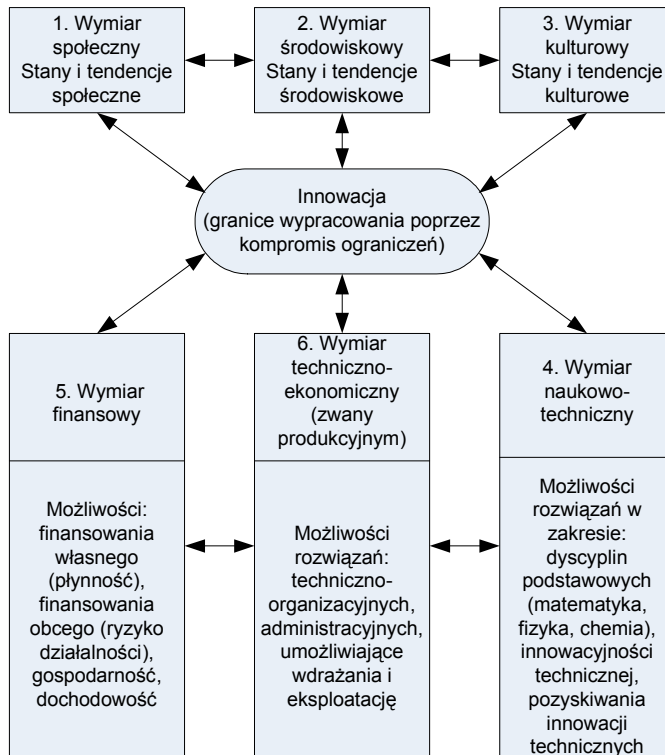 1. Wymiar
społeczny
Stany i tendencje
społeczne
2. Wymiar
środowiskowy
Stany i tendencje
środowiskowe
3. Wymiar
kulturowy
Stany i tendencje
kulturowe
Innowacja
(granice wypracowania poprzez
kompromis ograniczeń)
5. Wymiar
finansowy
6. Wymiar
techniczno-
ekonomiczny
(zwany
produkcyjnym)
4. Wymiar
naukowo-
techniczny
Możliwości:
finansowania
własnego
(płynność),
finansowania
obcego (ryzyko
działalności),
gospodarność,
dochodowość
Możliwości
rozwiązań:
techniczno-
organizacyjnych,
administracyjnych,
umożliwiające
wdrażania i
eksploatację
Możliwości
rozwiązań w
zakresie:
dyscyplin
podstawowych
(matematyka,
fizyka, chemia),
innowacyjności
technicznej,
pozyskiwania
innowacji
technicznych